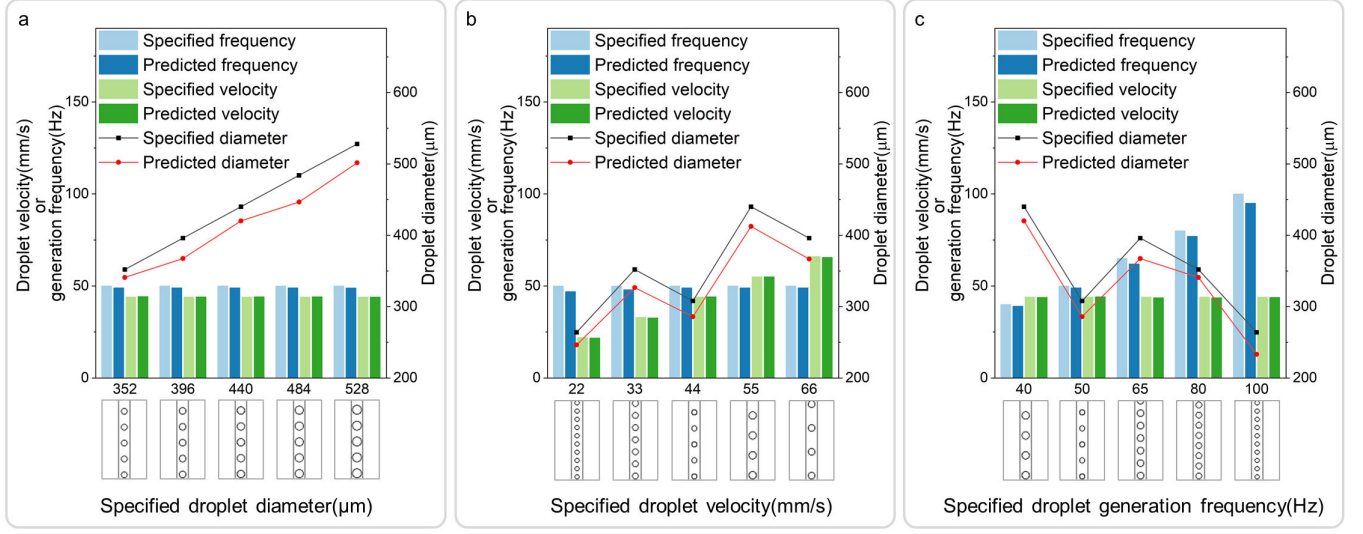 a
Specified frequency
Predicted frequency
Specified velocity
Predicted velocity
Specified diameter
Predicted diameter
Droplet velocity(mm/s)
or
generation frequency(Hz)
0
50
100
150
Droplet diameter(μm)
200
300
400
500
600
352 396 440 484 528
Specified droplet diameter(μm)
b
Specified frequency
Predicted frequency
Specified velocity
Predicted velocity
Specified diameter
Predicted diameter
Droplet velocity(mm/s)
or
generation frequency(Hz)
0
50
100
150
Droplet diameter(μm)
200
300
400
500
600
22 33 44 55 66
Specified droplet velocity(mm/s)
c
Specified frequency
Predicted frequency
Specified velocity
Predicted velocity
Specified diameter
Predicted diameter
Droplet velocity(mm/s)
or
generation frequency(Hz)
0
50
100
150
Droplet diameter(μm)
200
300
400
500
600
40 50 65 80 100
Specified droplet generation frequency(Hz)